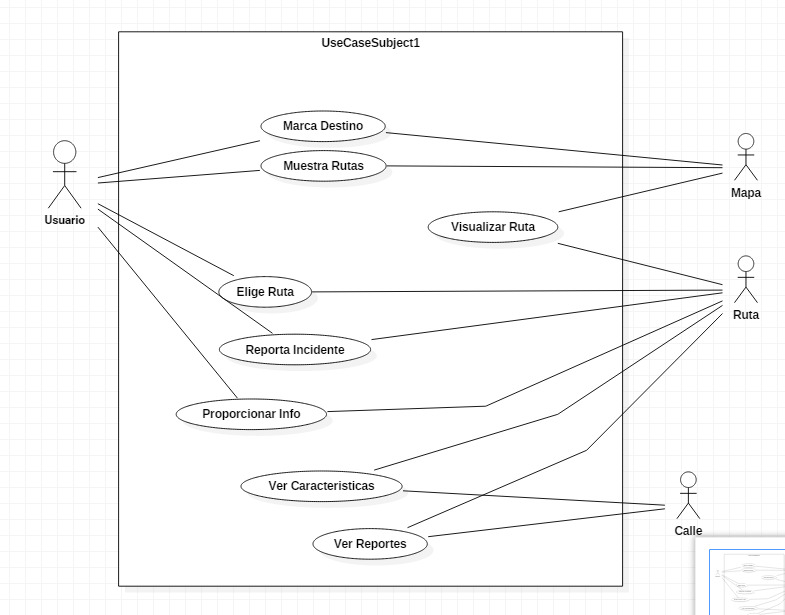 UseCaseSubject1
Marca Destino
Muestra Rutas
Mapa
Usuario
Visualizar Ruta
Elige Ruta
Ruta
Reporta Incidente
Proporcionar Info
Ver Caracteristicas
Calle
Ver Reportes